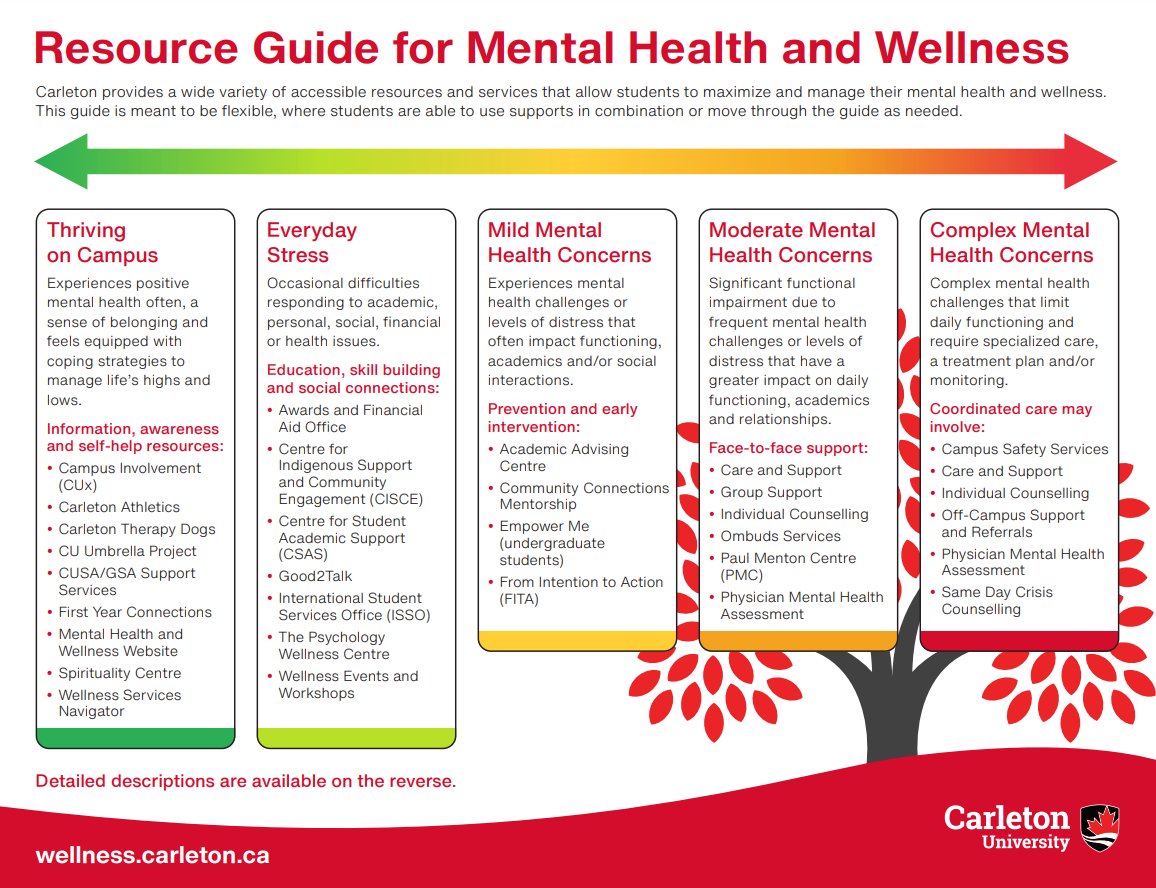 Resource Guide for Mental Health and Wellness
Carleton provides a wide variety of accessible resources and services that allow students to maximize and manage their mental health and wellness.
This guide is meant to be flexible, where students are able to use supports in combination or move through the guide as needed.
Thriving
on Campus
Experiences positive
mental health often, a
sense of belonging and
feels equipped with
coping strategies to
manage life's highs and
lows.
Information, awareness
and self-help resources:
• Campus Involvement
(CUx)
• Carleton Athletics
• Carleton Therapy Dogs
• CU Umbrella Project
• CUSA/GSA Support
Services
• First Year Connections
• Mental Health and
Wellness Website
• Spirituality Centre
• Wellness Services
Navigator
Everyday
Stress
Occasional difficulties
responding to academic,
personal, social, financial
or health issues.
Education, skill building
and social connections:
• Awards and Financial
Aid Office
• Centre for
Indigenous Support
and Community
Engagement (CISCE)
• Centre for Student
Academic Support
(CSAS)
• Good2Talk
• International Student
Services Office (ISSO)
• The Psychology
Wellness Centre
• Wellness Events and
Workshops
Mild Mental
Health Concerns
Experiences mental
health challenges or
levels of distress that
often impact functioning,
academics and/or social
interactions.
Prevention and early
intervention:
• Academic Advising
Centre
• Community Connections
Mentorship
• Empower Me
(undergraduate
students)
• From Intention to Action
(FITA)
Moderate Mental
Health Concerns
Significant functional
impairment due to
frequent mental health
challenges or levels of
distress that have a
greater impact on daily
functioning, academics
and relationships.
Face-to-face support:
• Care and Support
• Group Support
• Individual Counselling
• Ombuds Services
• Paul Menton Centre
(PMC)
• Physician Mental Health
Assessment
Complex Mental
Health Concerns
Complex mental health
challenges that limit
daily functioning and
require specialized care,
a treatment plan and/or
monitoring.
Coordinated care may
involve:
• Campus Safety Services
• Care and Support
• Individual Counselling
• Off-Campus Support
and Referrals
• Physician Mental Health
Assessment
• Same Day Crisis
Counselling
Detailed descriptions are available on the reverse.
wellness.carleton.ca
Carleton
University